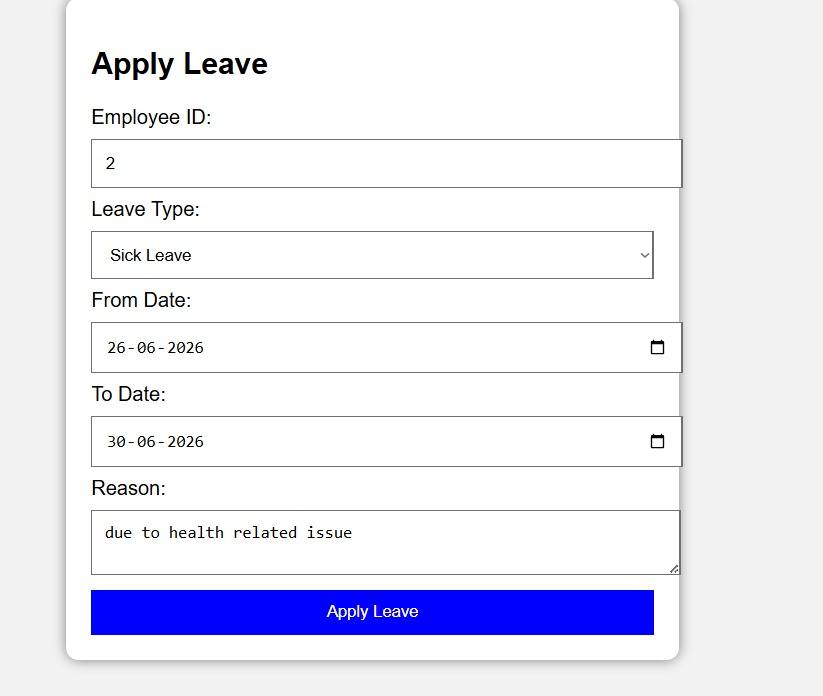 Apply Leave
Employee ID:
2
Leave Type:
Sick Leave
From Date:
26-06-2026
To Date:
30-06-2026
Reason:
due to health related issue
Apply Leave